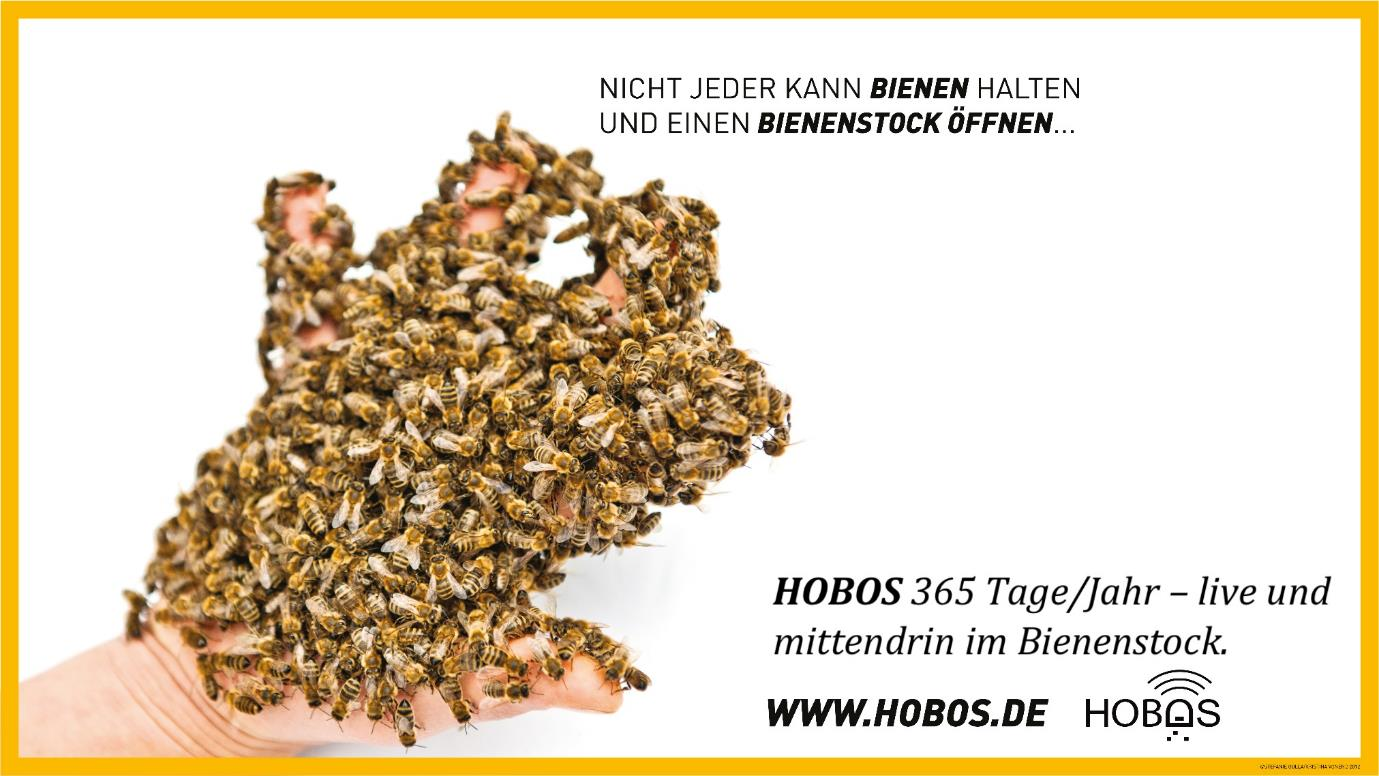 NICHT JEDER KANN BIENEN HALTEN
UND EINEN BIENENSTOCK ÖFFNEN...
HOBOS 365 Tage/Jahr – live und
mittendrin im Bienenstock.
WWW.HOBOS.DE
HOBOS